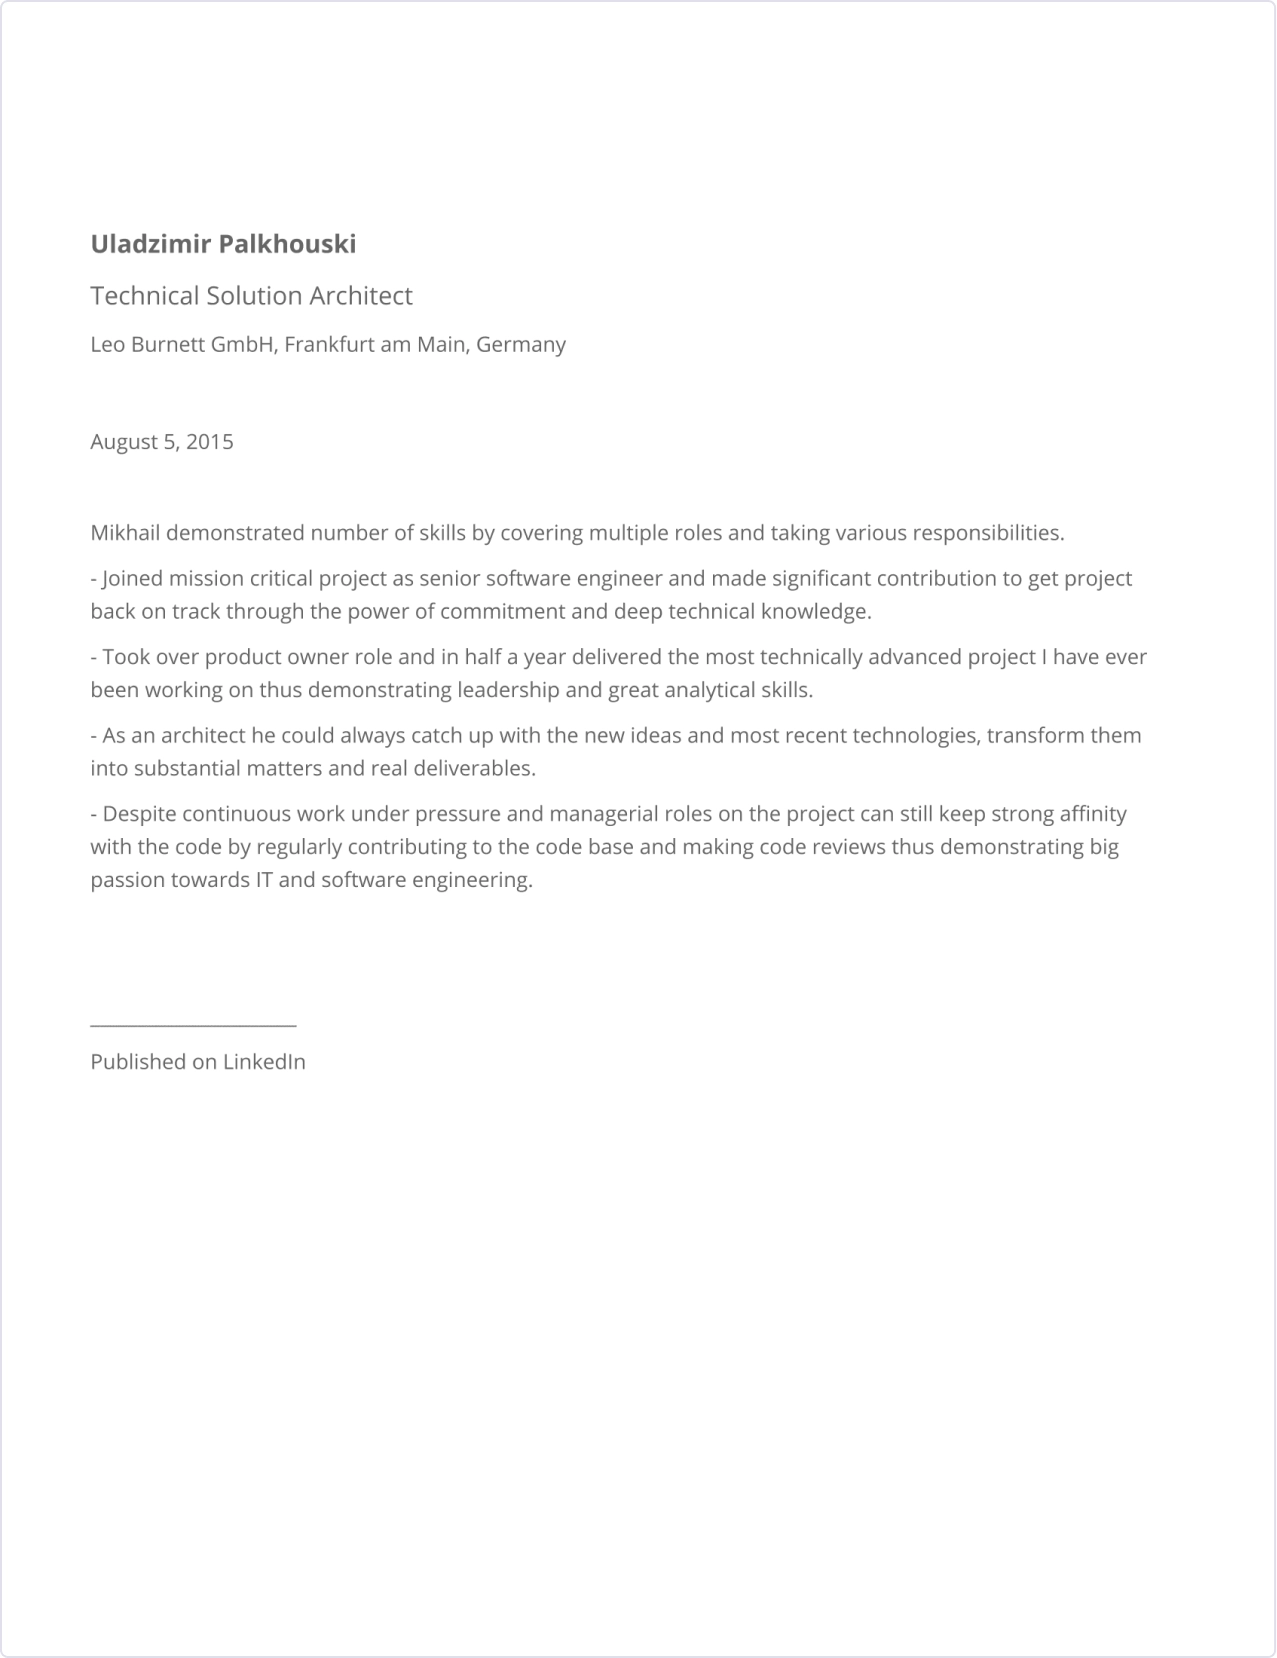 Uladzimir Palkhouski
Technical Solution Architect
Leo Burnett GmbH, Frankfurt am Main, Germany
August 5, 2015
Mikhail demonstrated number of skills by covering multiple roles and taking various responsibilities.
- Joined mission critical project as senior software engineer and made significant contribution to get project
back on track through the power of commitment and deep technical knowledge.
- Took over product owner role and in half a year delivered the most technically advanced project I have ever
been working on thus demonstrating leadership and great analytical skills.
- As an architect he could always catch up with the new ideas and most recent technologies, transform them
into substantial matters and real deliverables.
- Despite continuous work under pressure and managerial roles on the project can still keep strong affinity
with the code by regularly contributing to the code base and making code reviews thus demonstrating big
passion towards IT and software engineering.
___________________
Published on LinkedIn